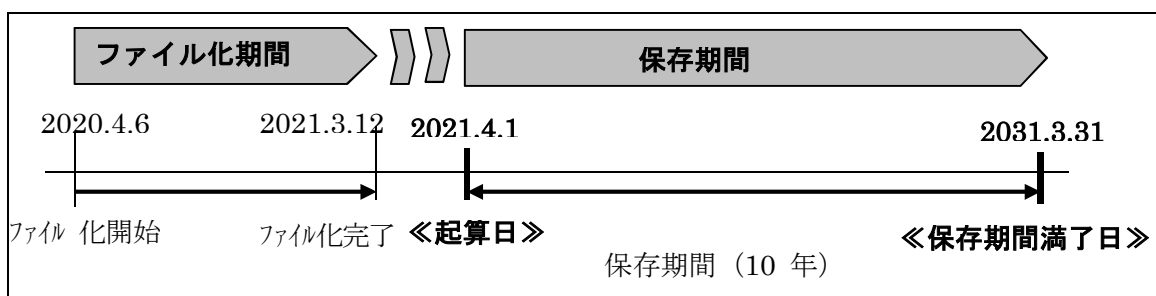 ファイル化期間
保存期間
2020.4.6
2021.3.12
2021.4.1
2031.3.31
ファイル 化開始
ファイル化完了
≪起算日≫
≪保存期間満了日≫
保存期間（10 年）